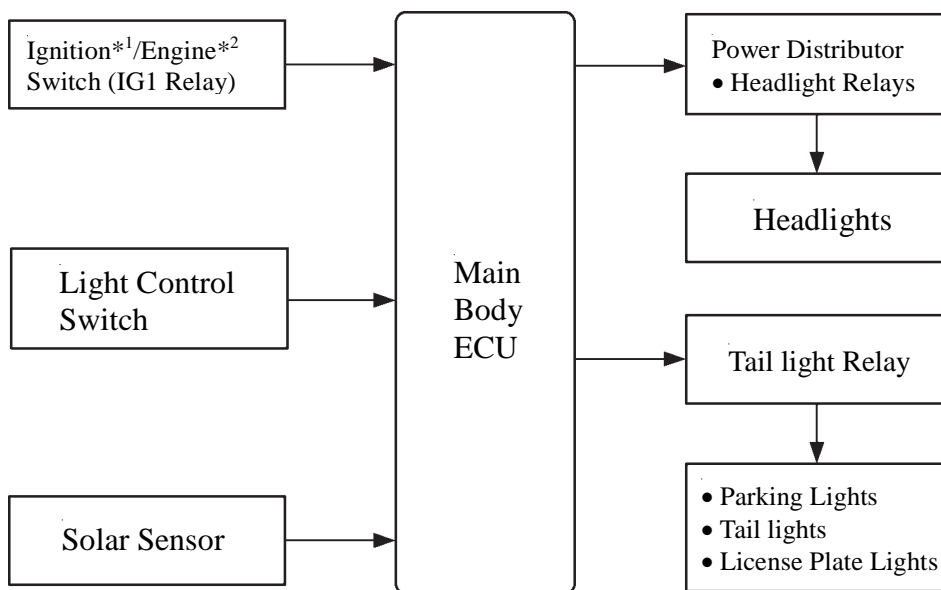 Ignition*1/Engine*2
Switch (IG1 Relay)
Light Control
Switch
Solar Sensor
Main
Body
ECU
Power Distributor
• Headlight Relays
Headlights
Tail light Relay
• Parking Lights
• Tail lights
• License Plate Lights